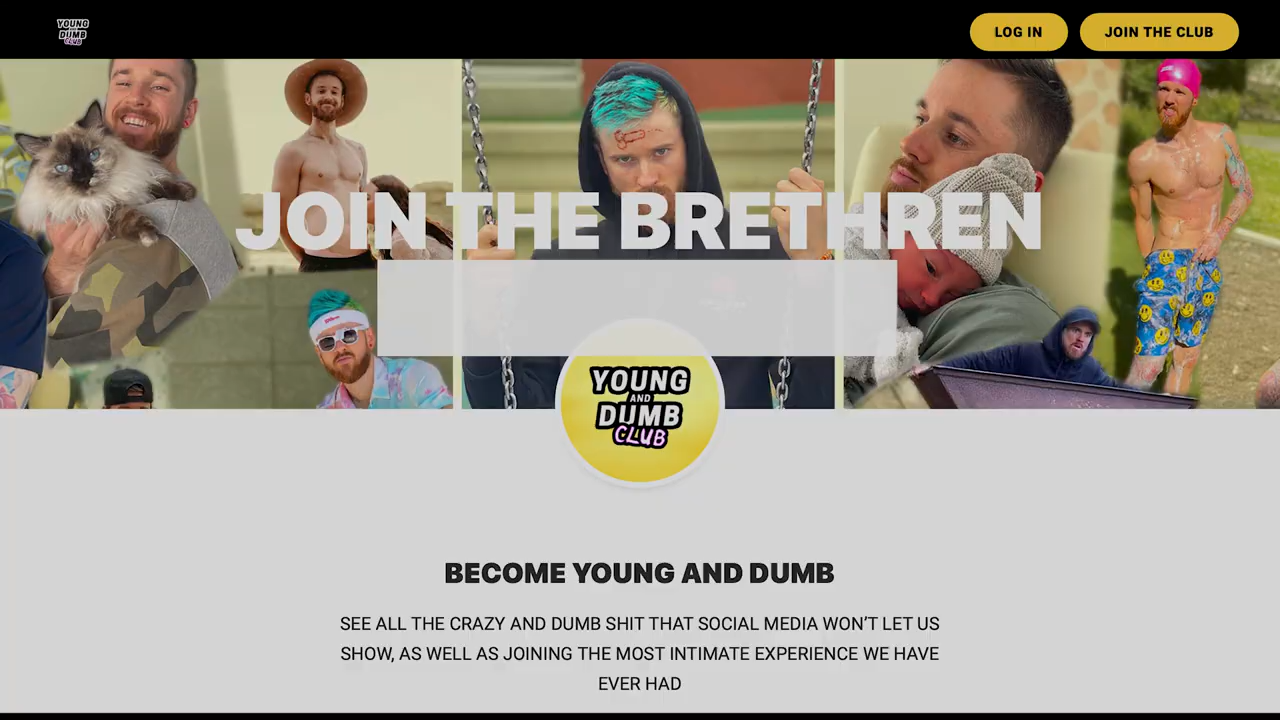 YOUNG
AND
DUMB
CLUB
LOG IN
JOIN THE CLUB
JOIN THE BRETHREN
YOUNG
AND
DUMB
CLUB
BECOME YOUNG AND DUMB
SEE ALL THE CRAZY AND DUMB SHIT THAT SOCIAL MEDIA WON'T LET US
SHOW, AS WELL AS JOINING THE MOST INTIMATE EXPERIENCE WE HAVE
EVER HAD